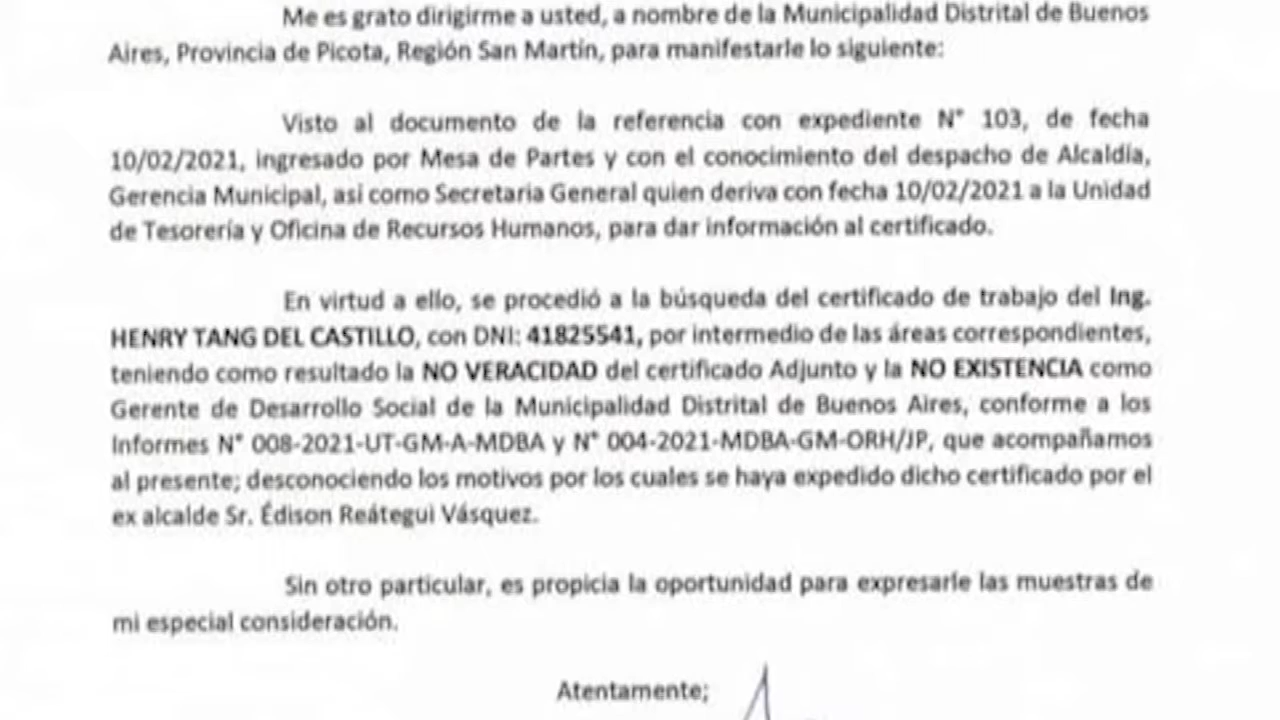 Me es grato dirigirme a usted, a nombre de la Municipalidad Distrital de Buenos
Aires, Provincia de Picota, Región San Martín, para manifestarle lo siguiente:
Visto al documento de la referencia con expediente N° 103, de fecha
10/02/2021, ingresado por Mesa de Partes y con el conocimiento del despacho de Alcaldía,
Gerencia Municipal, así como Secretaria General quien deriva con fecha 10/02/2021 a la Unidad
de Tesorería y Oficina de Recursos Humanos, para dar información al certificado.
En virtud a ello, se procedió a la búsqueda del certificado de trabajo del Ing.
HENRY TANG DEL CASTILLO, con DNI: 41825541, por intermedio de las áreas correspondientes,
teniendo como resultado la NO VERACIDAD del certificado Adjunto y la NO EXISTENCIA como
Gerente de Desarrollo Social de la Municipalidad Distrital de Buenos Aires, conforme a los
Informes N° 008-2021-UT-GM-A-MDBA y N° 004-2021-MDBA-GM-ORH/JP, que acompañamos
al presente; desconociendo los motivos por los cuales se haya expedido dicho certificado por el
ex alcalde Sr. Édison Reátegui Vásquez.
Sin otro particular, es propicia la oportunidad para expresarle las muestras de
mi especial consideración.
Atentamente;